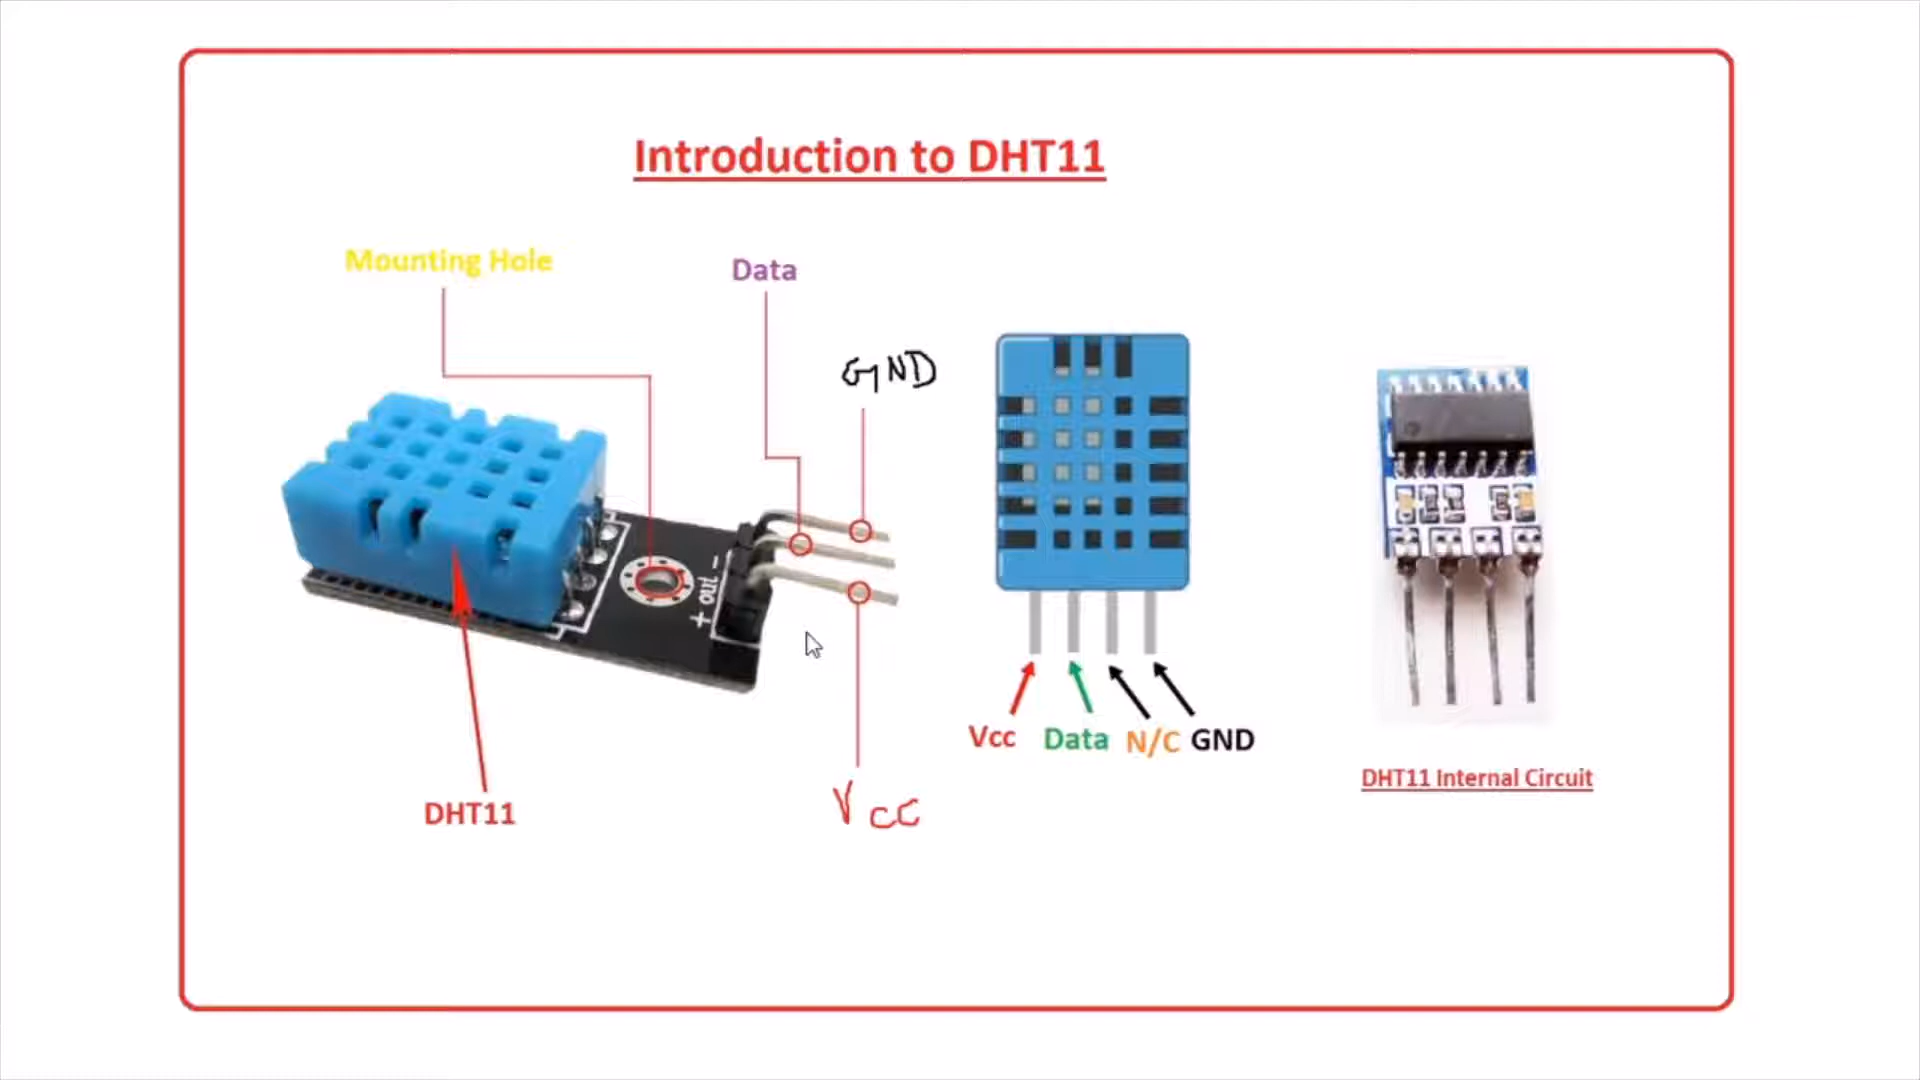 Introduction to DHT11
Mounting Hole
Data
GND
+ out -
DHT11
Vcc
Vcc Data N/C GND
DHT11 Internal Circuit